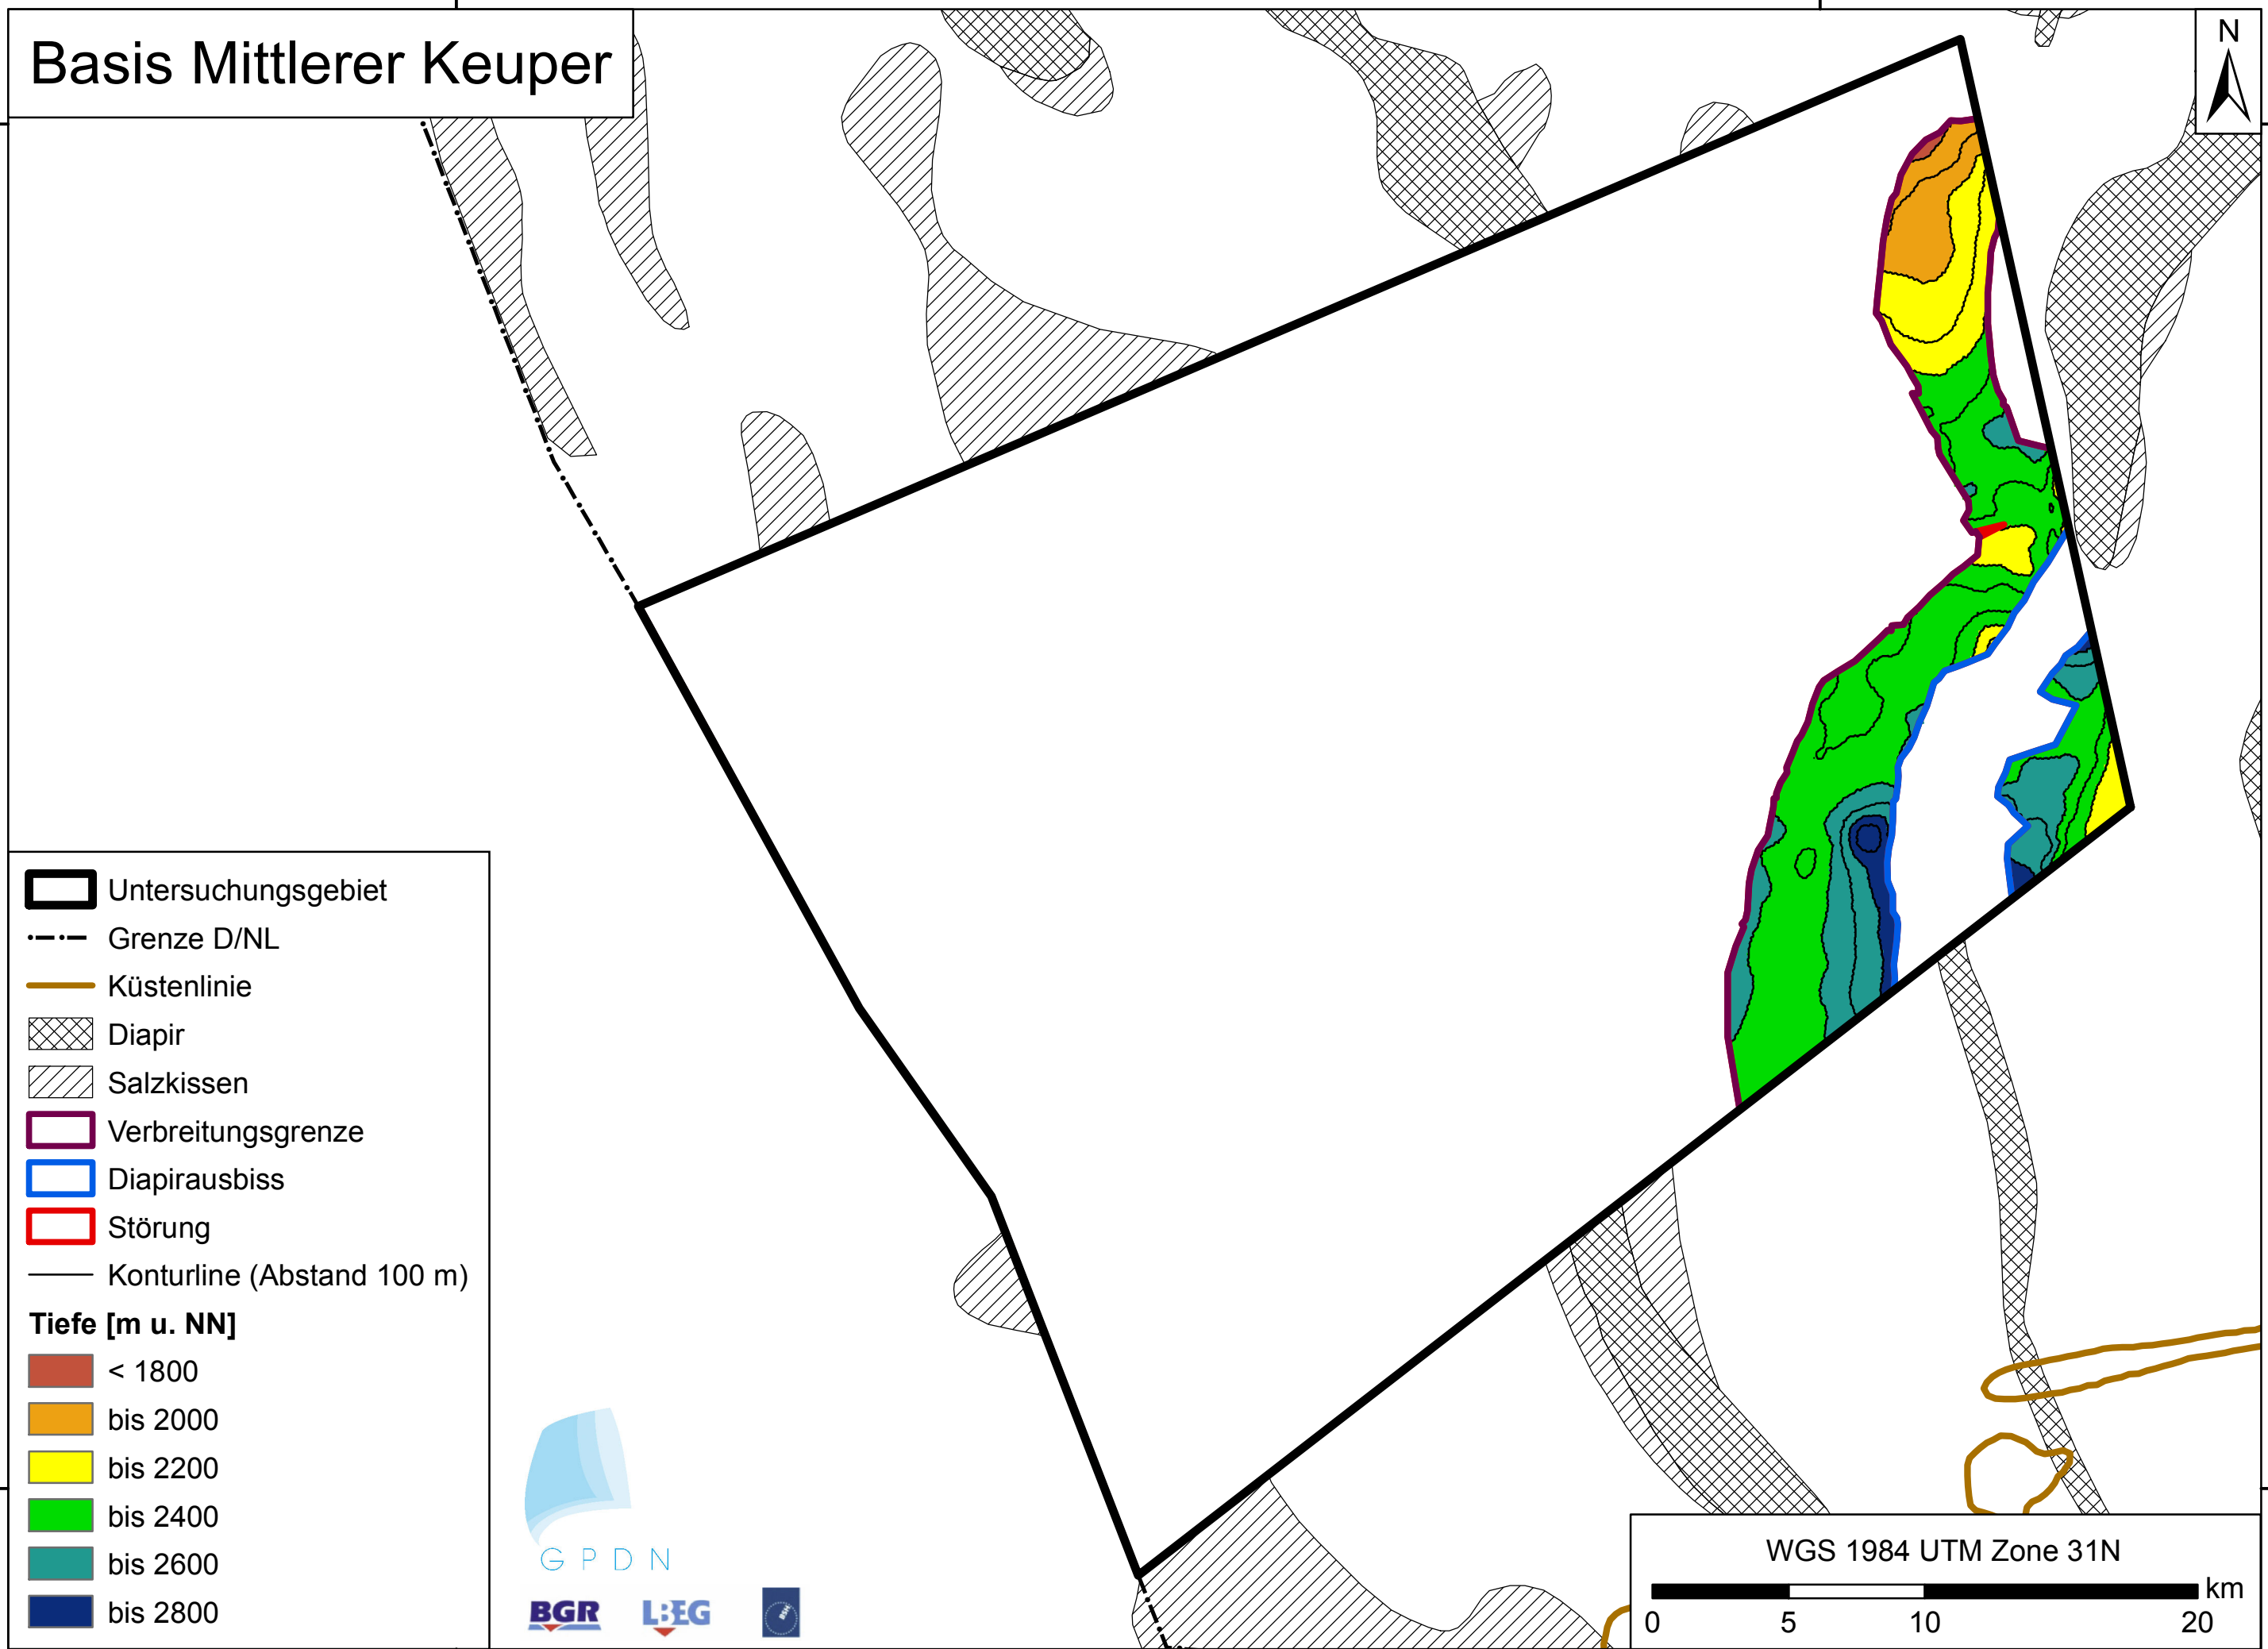 Basis Mittlerer Keuper
N
Untersuchungsgebiet
Grenze D/NL
Küstenlinie
Diapir
Salzkissen
Verbreitungsgrenze
Diapirausbiss
Störung
Konturline (Abstand 100 m)
Tiefe [m u. NN]
< 1800
bis 2000
bis 2200
bis 2400
bis 2600
bis 2800
GPDN
BGR LBEG BSH
WGS 1984 UTM Zone 31N
km
0 5 10 20